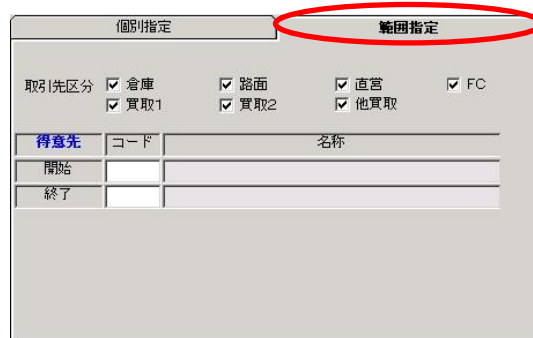 個別指定 範囲指定
取引先区分 倉庫 路面 直営 FC
買取1 買取2 他買取
得意先 コード 名称
開始
終了